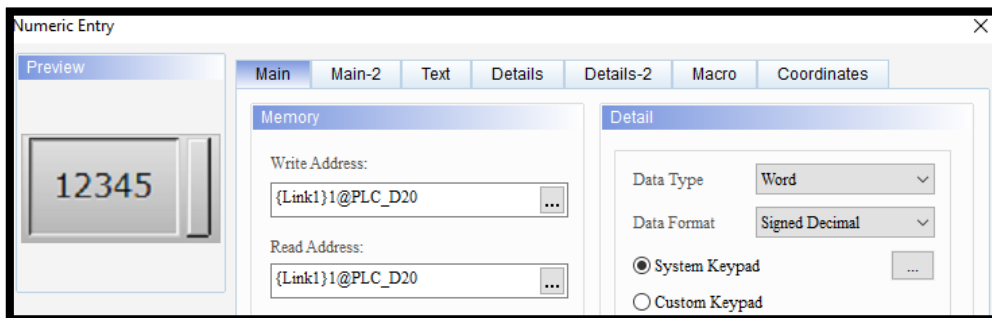 Numeric Entry
Preview
12345
Main Main-2 Text Details Details-2 Macro Coordinates
Memory
Write Address:
{Link1}1@PLC_D20 ...
Read Address:
{Link1}1@PLC_D20 ...
Detail
Data Type Word
Data Format Signed Decimal
System Keypad ...
Custom Keypad